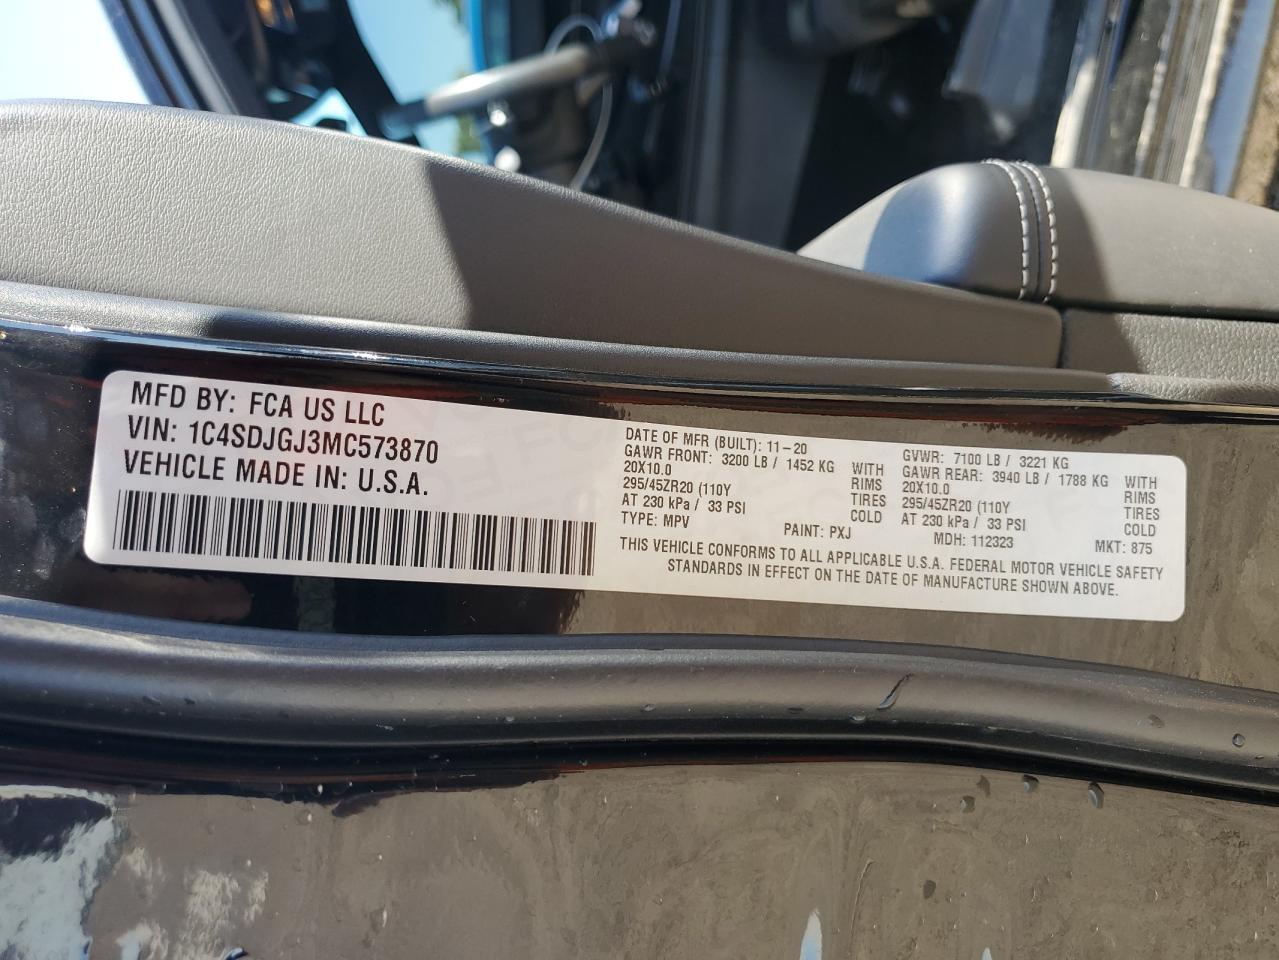 MFD BY: FCA US LLC
VIN: 1C4SDJGJ3MC573870
VEHICLE MADE IN: U.S.A.
DATE OF MFR (BUILT): 11-20
GAWR FRONT: 3200 LB / 1452 KG WITH
20X10.0 RIMS
295/45ZR20 (110Y TIRES
AT 230 kPa / 33 PSI COLD
TYPE: MPV PAINT: PXJ
GVWR: 7100 LB / 3221 KG
GAWR REAR: 3940 LB / 1788 KG WITH
20X10.0 RIMS
295/45ZR20 (110Y TIRES
AT 230 kPa / 33 PSI COLD
MDH: 112323 MKT: 875
THIS VEHICLE CONFORMS TO ALL APPLICABLE U.S.A. FEDERAL MOTOR VEHICLE SAFETY
STANDARDS IN EFFECT ON THE DATE OF MANUFACTURE SHOWN ABOVE.